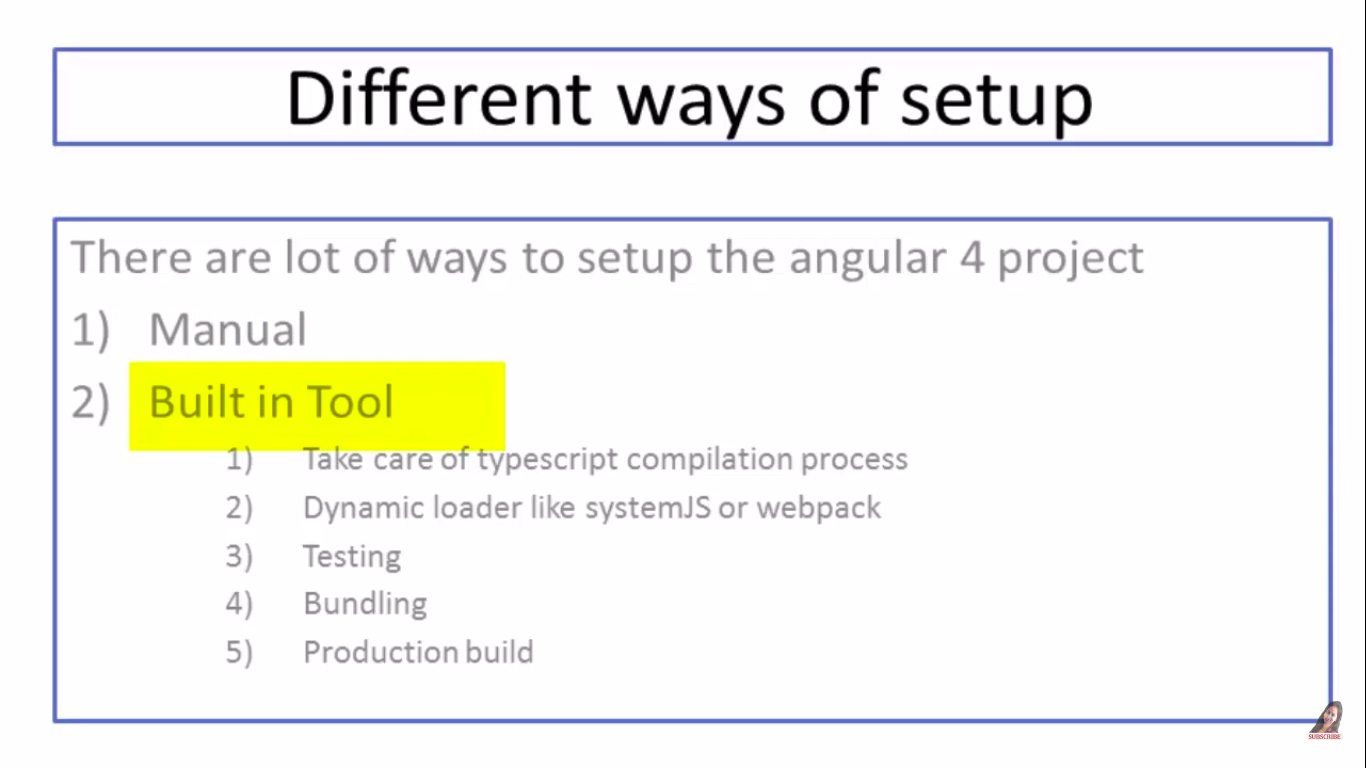 Different ways of setup
There are lot of ways to setup the angular 4 project
1) Manual
2) Built in Tool
1) Take care of typescript compilation process
2) Dynamic loader like systemJS or webpack
3) Testing
4) Bundling
5) Production build
SUBSCRIBE